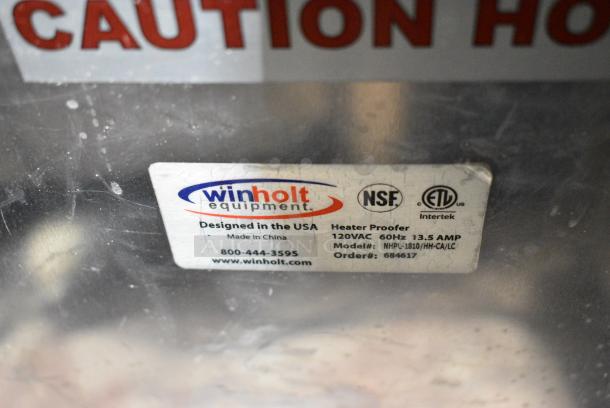 CAUTION HO
winholt
equipment.
NSF
ETL
Intertek
Designed in the USA
Made in China
800-444-3595
www.winholt.com
Heater Proofer
120VAC 60Hz 13.5 AMP
Model#: NHPL-1810/HH-CA/LC
Order#: 684617